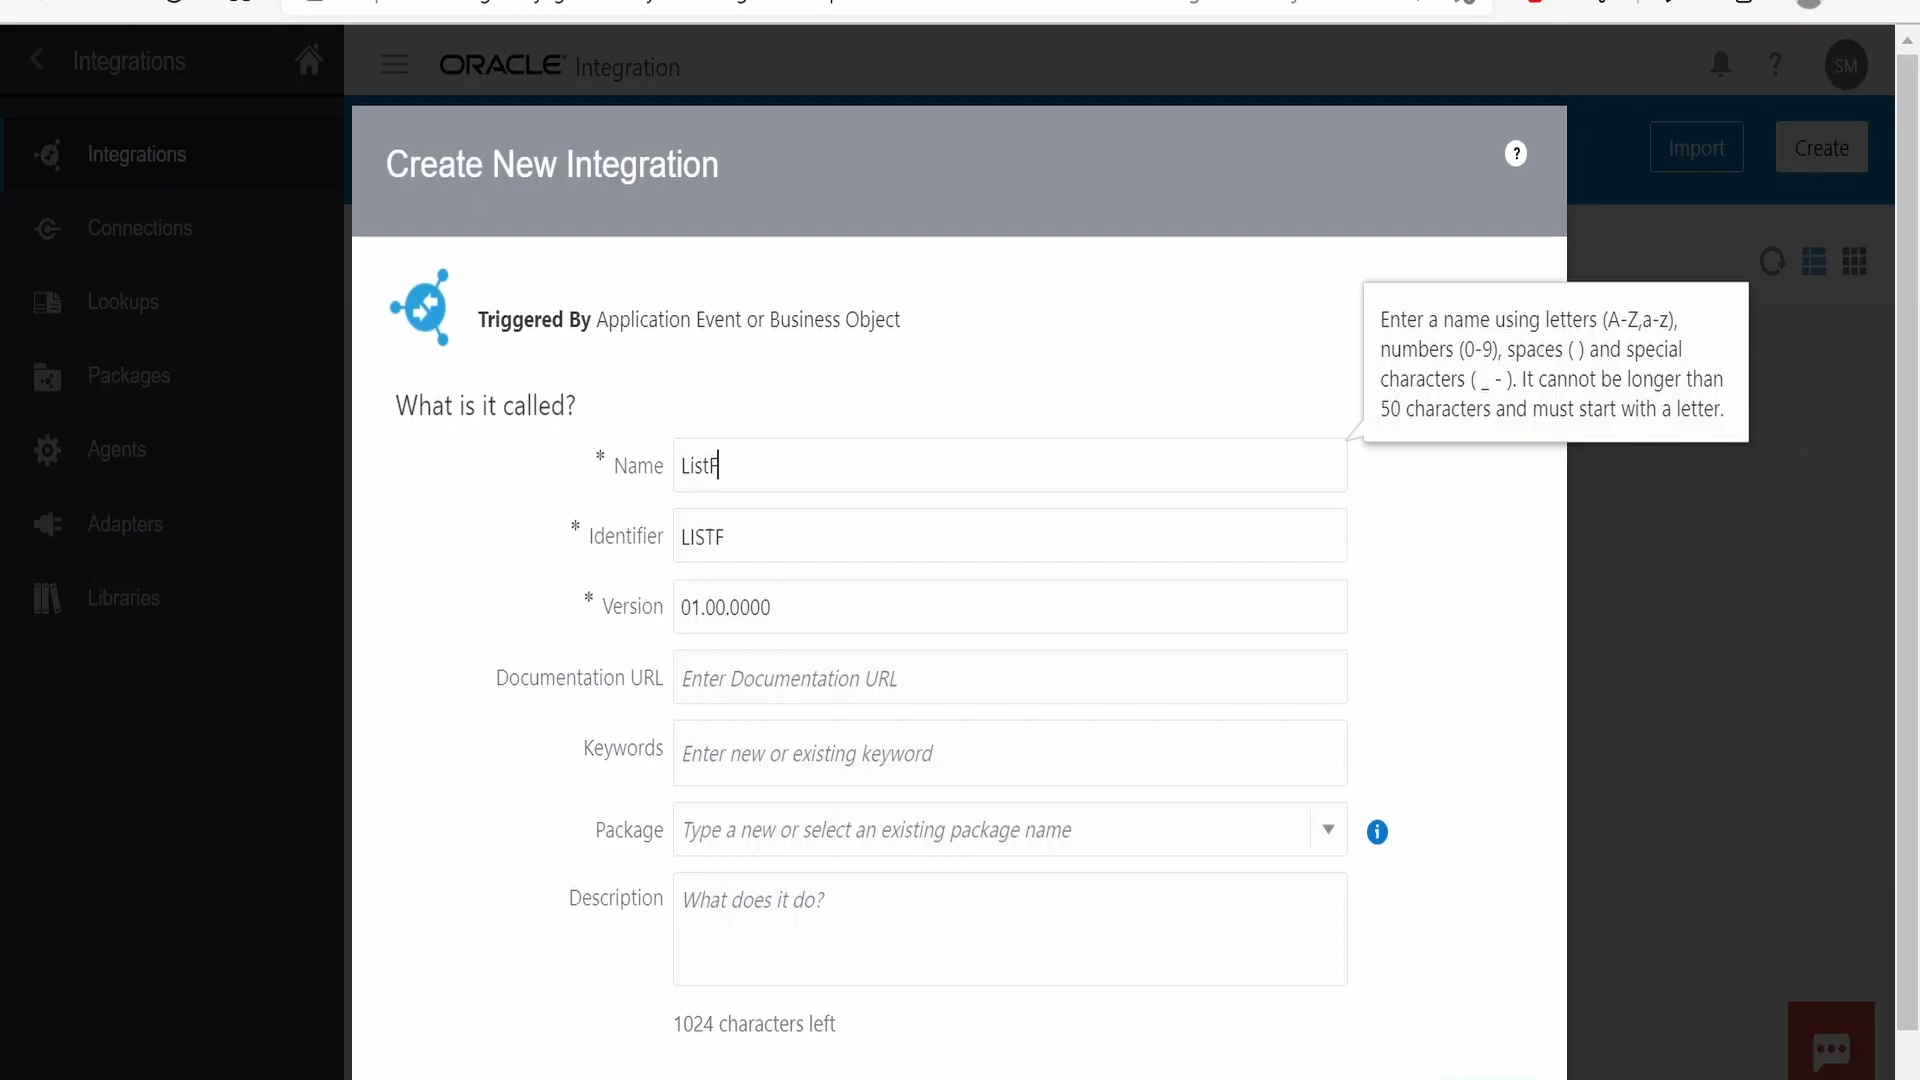 Integrations
ORACLE Integration
SM
Integrations
Connections
Lookups
Packages
Agents
Adapters
Libraries
Import
Create
Create New Integration
?
Triggered By Application Event or Business Object
Enter a name using letters (A-Z,a-z),
numbers (0-9), spaces ( ) and special
characters ( _ - ). It cannot be longer than
50 characters and must start with a letter.
What is it called?
* Name ListF
* Identifier LISTF
* Version 01.00.0000
Documentation URL Enter Documentation URL
Keywords Enter new or existing keyword
Package Type a new or select an existing package name
Description What does it do?
1024 characters left